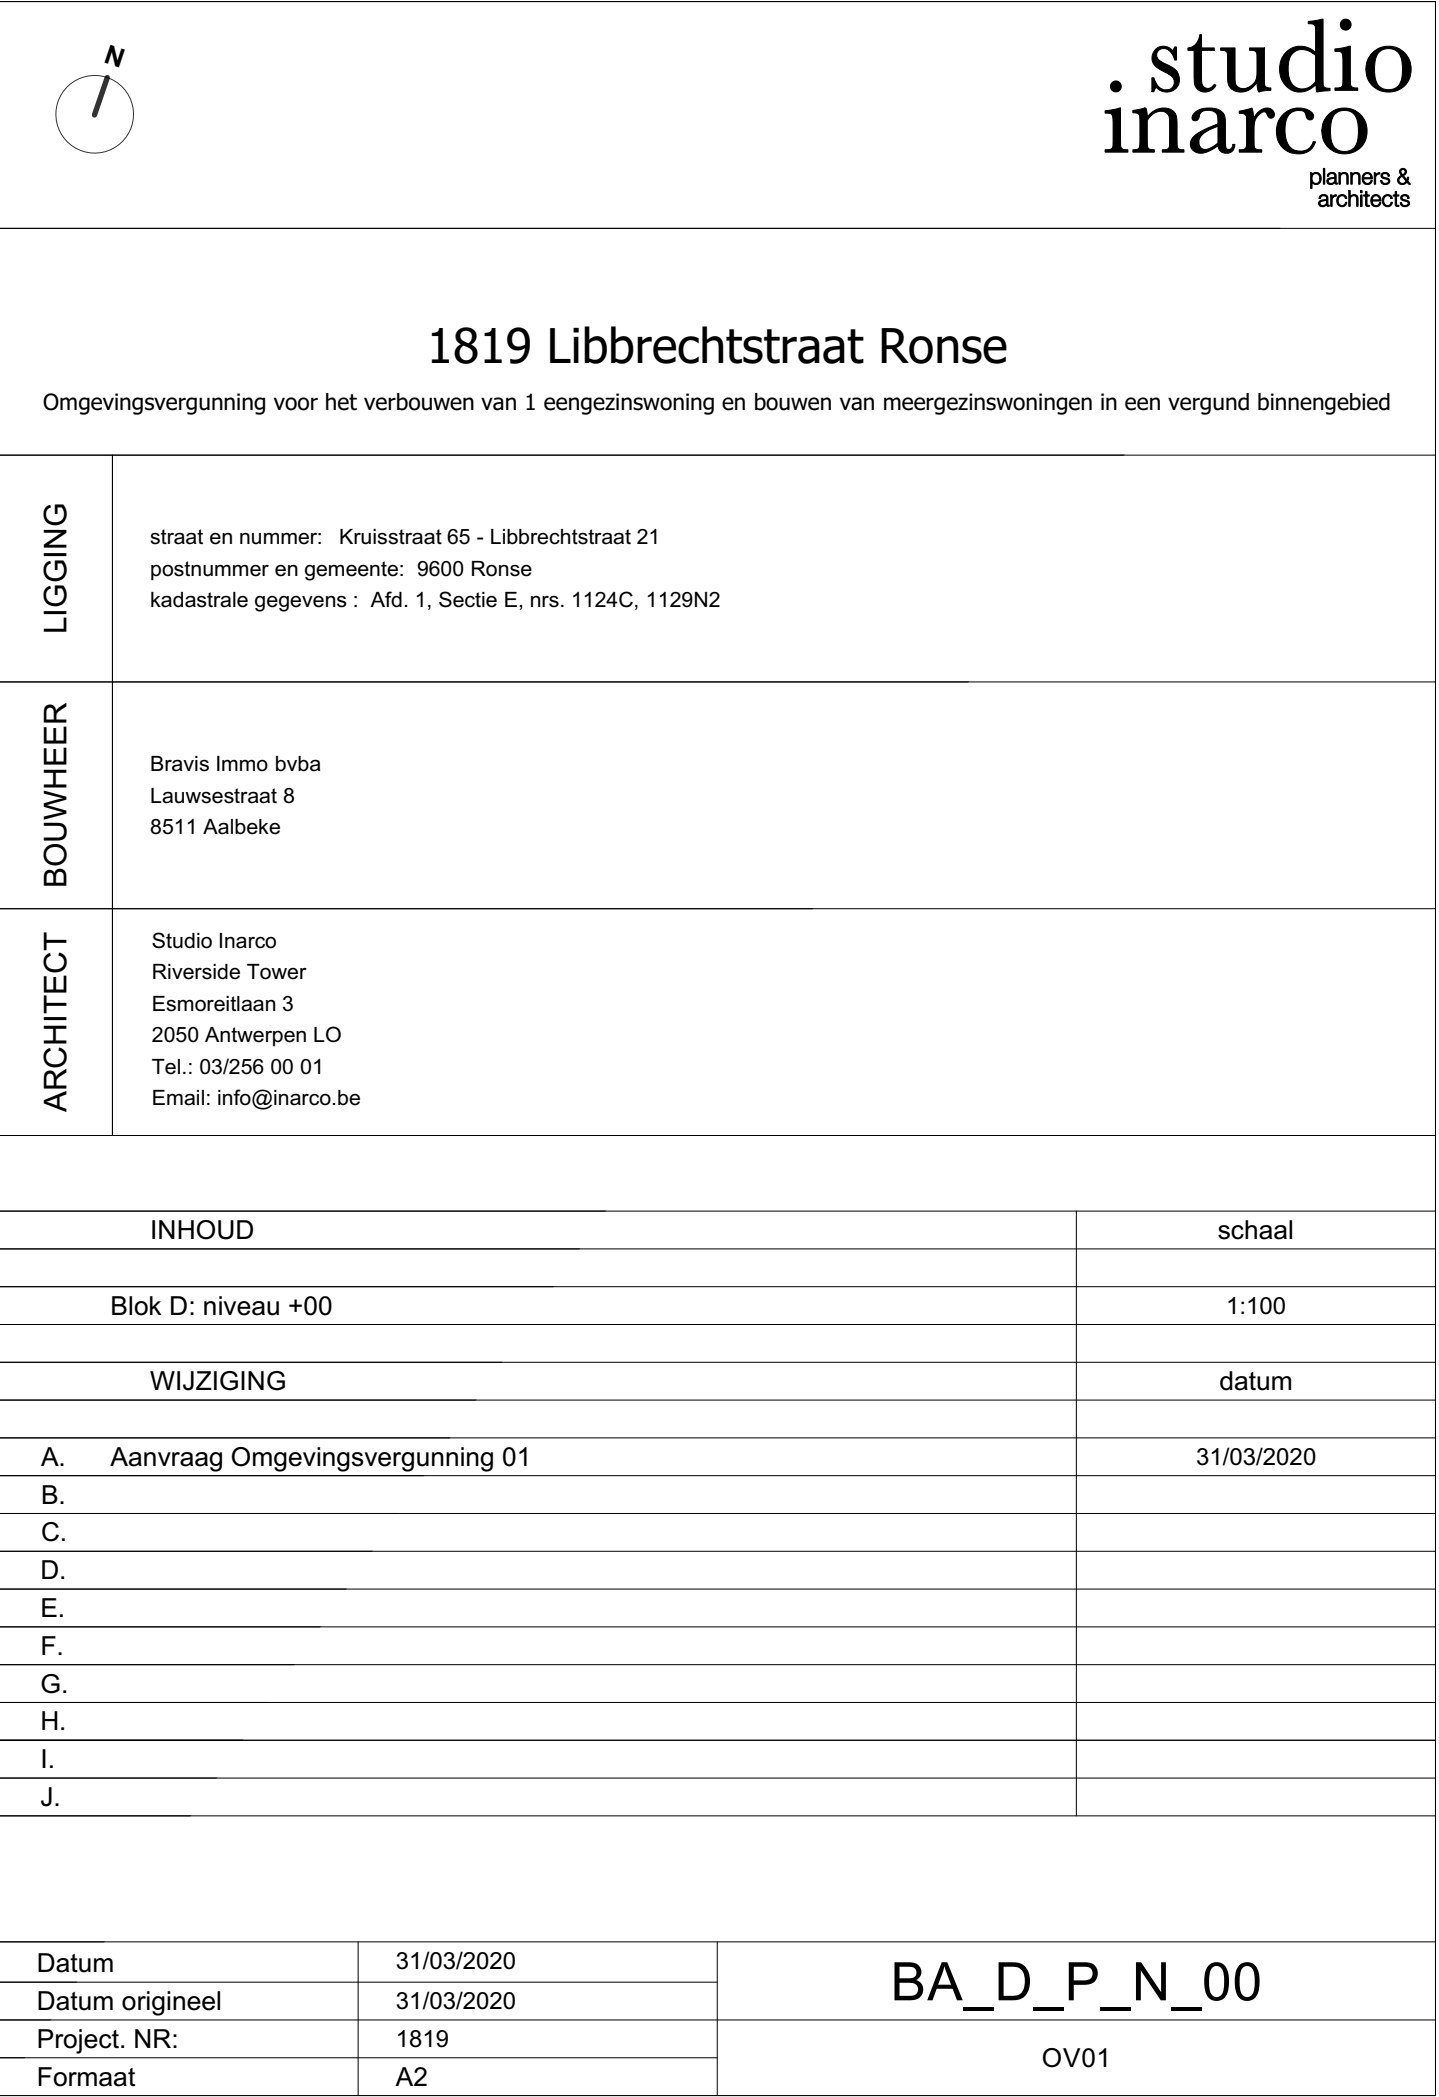 N
. studio
inarco
planners &
architects
1819 Libbrechtstraat Ronse
Omgevingsvergunning voor het verbouwen van 1 eengezinswoning en bouwen van meergezinswoningen in een vergund binnengebied
LIGGING
straat en nummer: Kruisstraat 65 - Libbrechtstraat 21
postnummer en gemeente: 9600 Ronse
kadastrale gegevens : Afd. 1, Sectie E, nrs. 1124C, 1129N2
BOUWHEER
Bravis Immo bvba
Lauwsestraat 8
8511 Aalbeke
ARCHITECT
Studio Inarco
Riverside Tower
Esmoreitlaan 3
2050 Antwerpen LO
Tel.: 03/256 00 01
Email: info@inarco.be
INHOUD schaal
Blok D: niveau +00 1:100
WIJZIGING datum
A. Aanvraag Omgevingsvergunning 01 31/03/2020
B.
C.
D.
E.
F.
G.
H.
I.
J.
Datum 31/03/2020
Datum origineel 31/03/2020
Project. NR: 1819
Formaat A2
BA_D_P_N_00
OV01